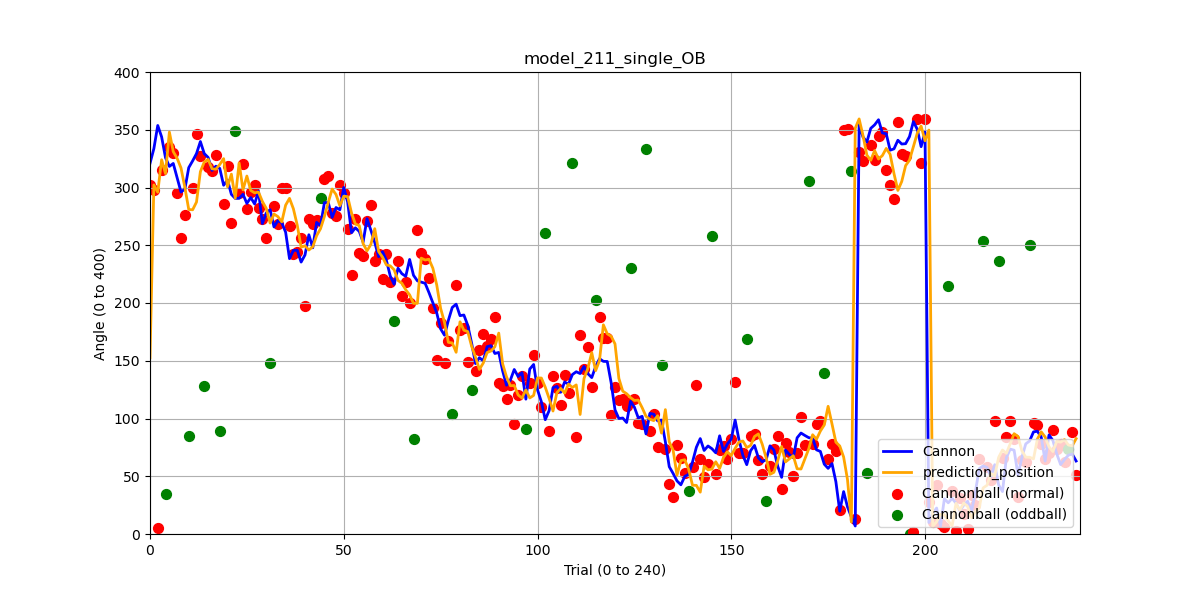 model_211_single_OB
400
350
300
250
200
150
100
50
0
Angle (0 to 400)
0 50 100 150 200
Trial (0 to 240)
Cannon
prediction_position
Cannonball (normal)
Cannonball (oddball)